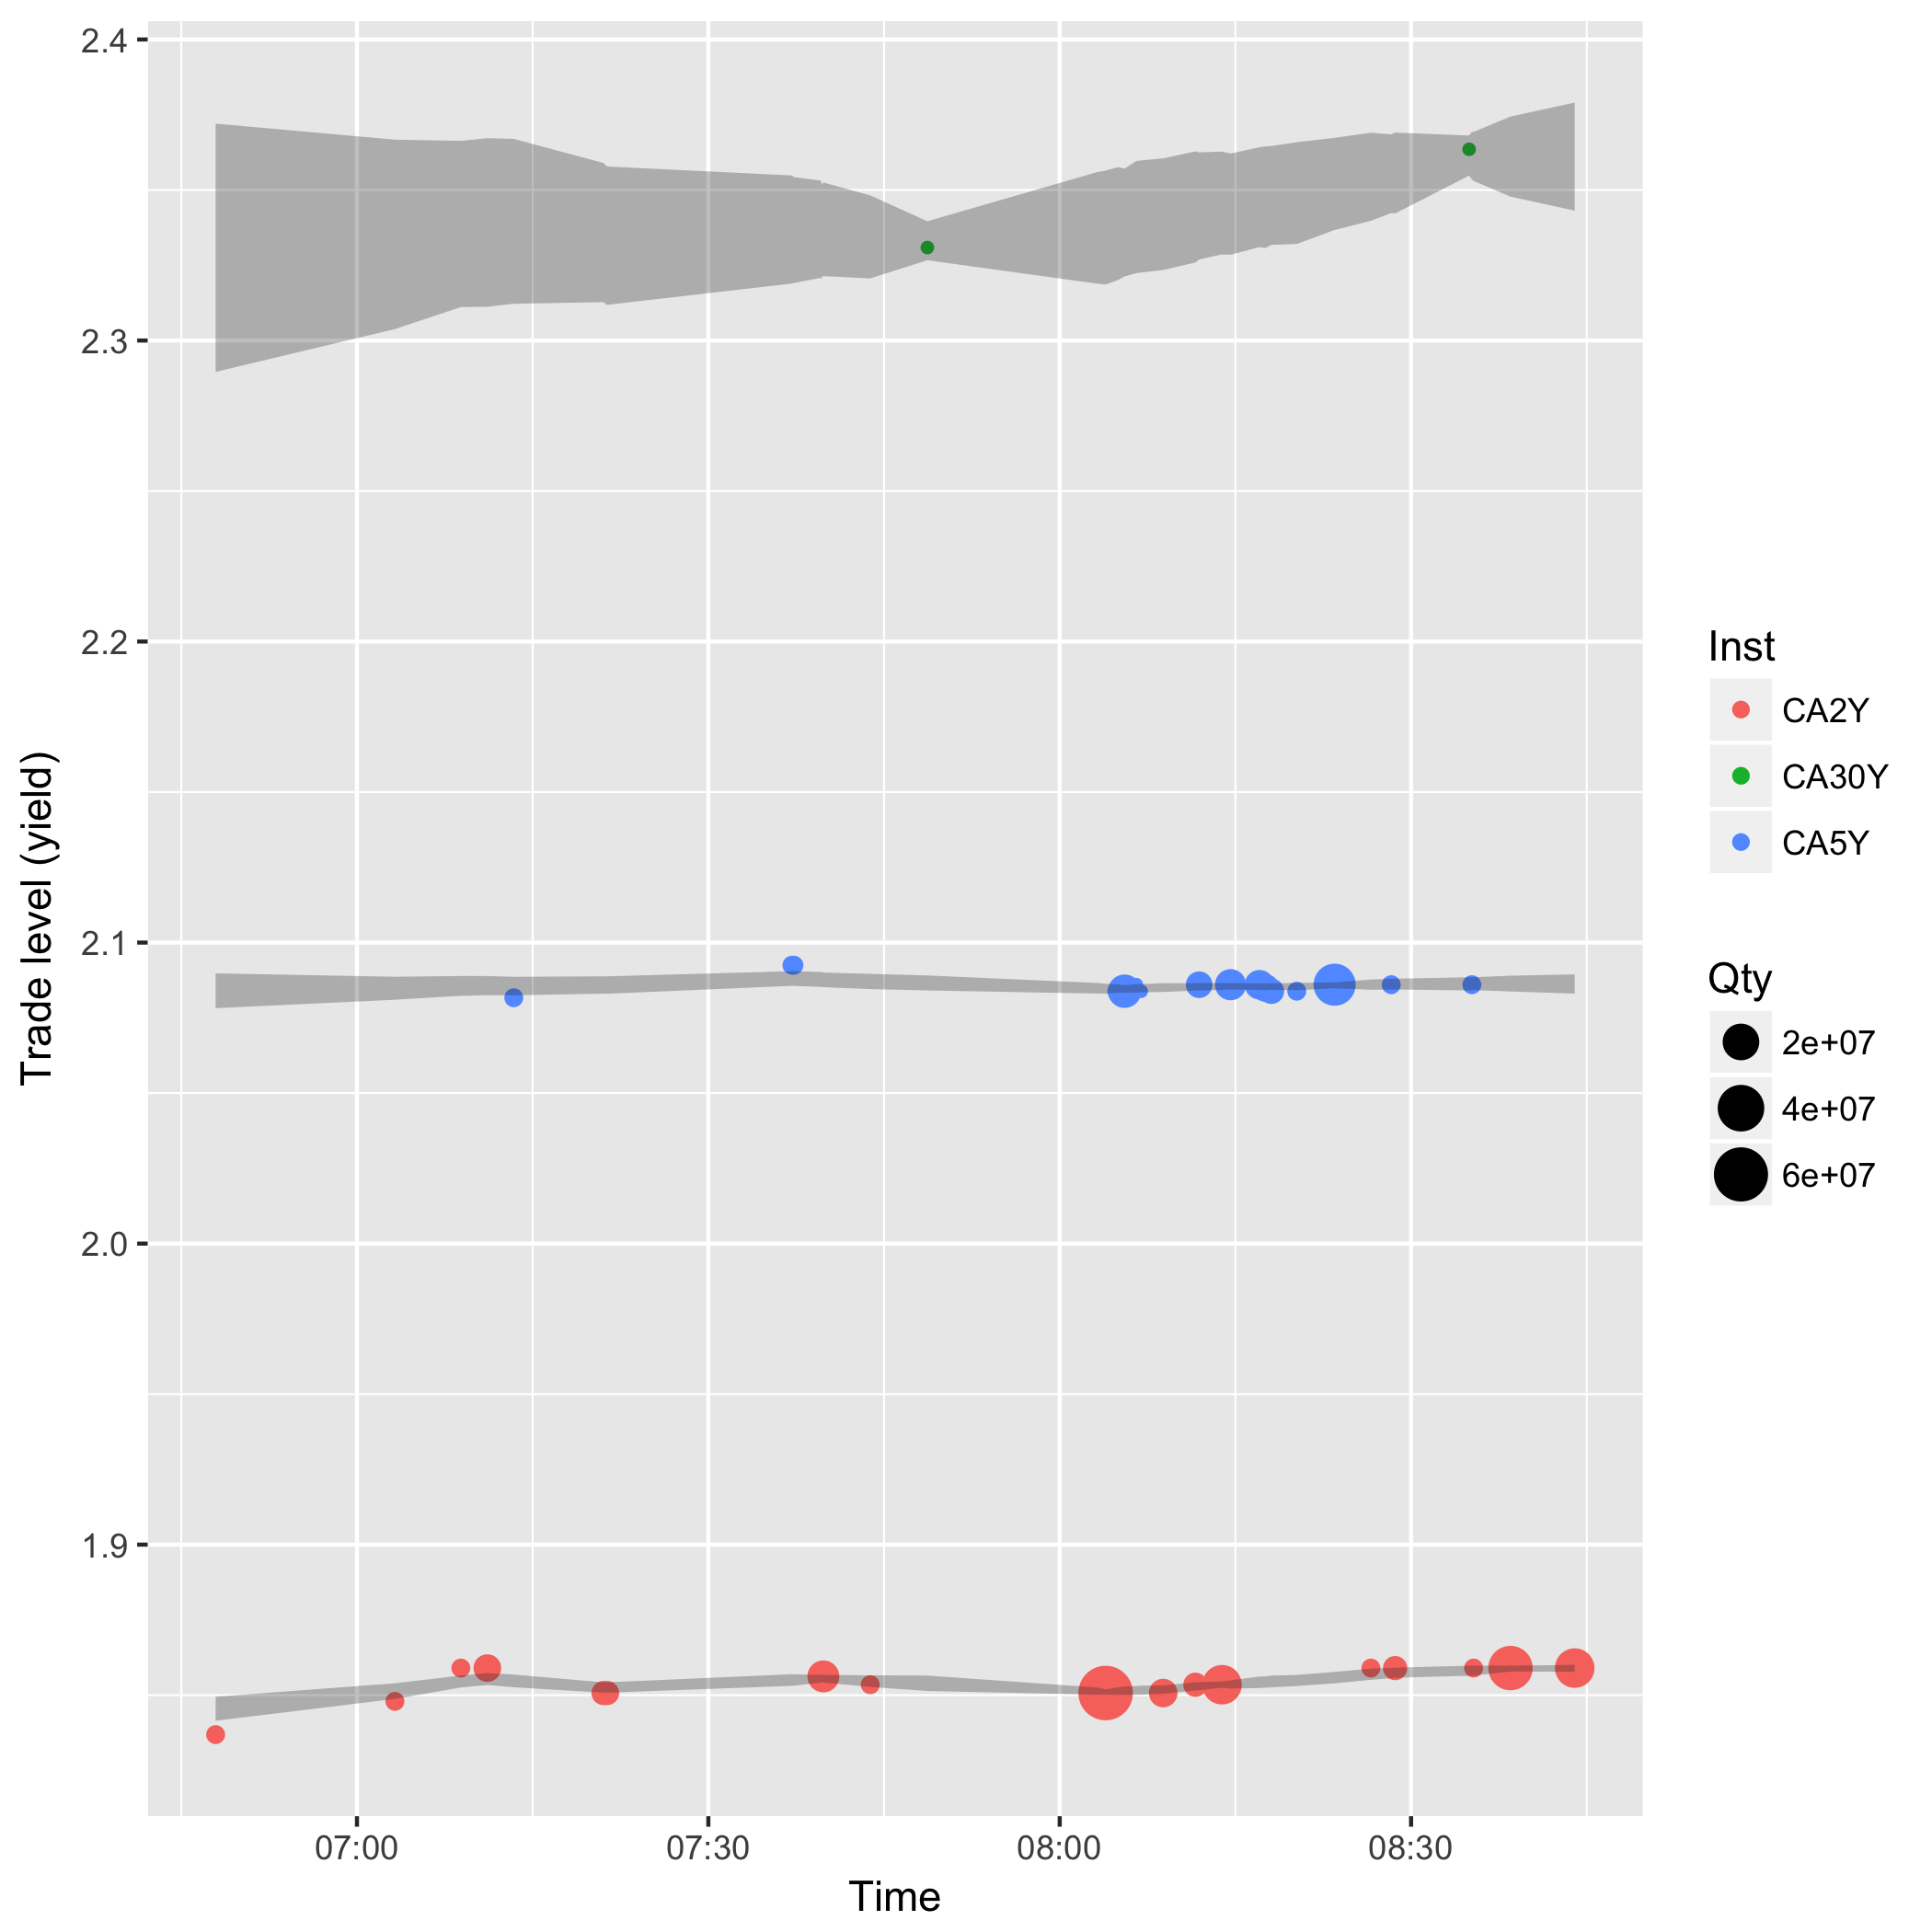 2.4
2.3
2.2
2.1
2.0
1.9
Trade level (yield)
07:00
07:30
08:00
08:30
Time
Inst
CA2Y
CA30Y
CA5Y
Qty
2e+07
4e+07
6e+07